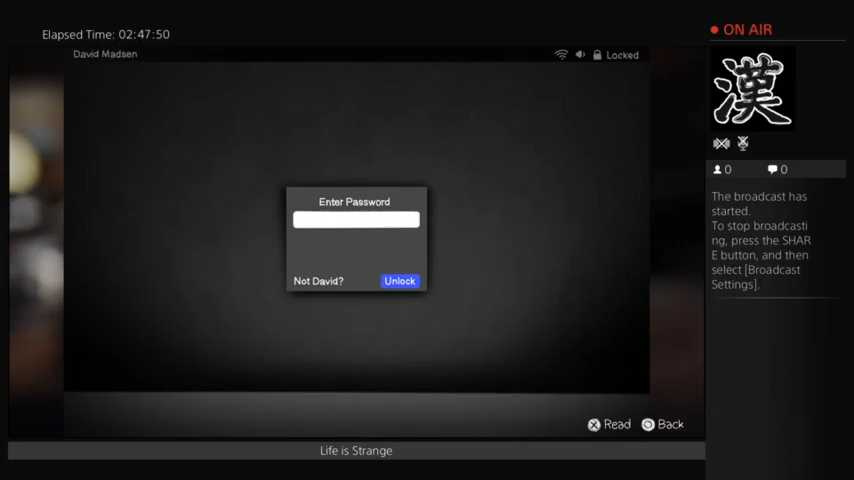 Elapsed Time: 02:47:50
ON AIR
David Madsen
Locked
漢
Enter Password
Not David?
Unlock
0
0
The broadcast has
started.
To stop broadcasti
ng, press the SHAR
E button, and then
select [Broadcast
Settings].
Read
Back
Life is Strange